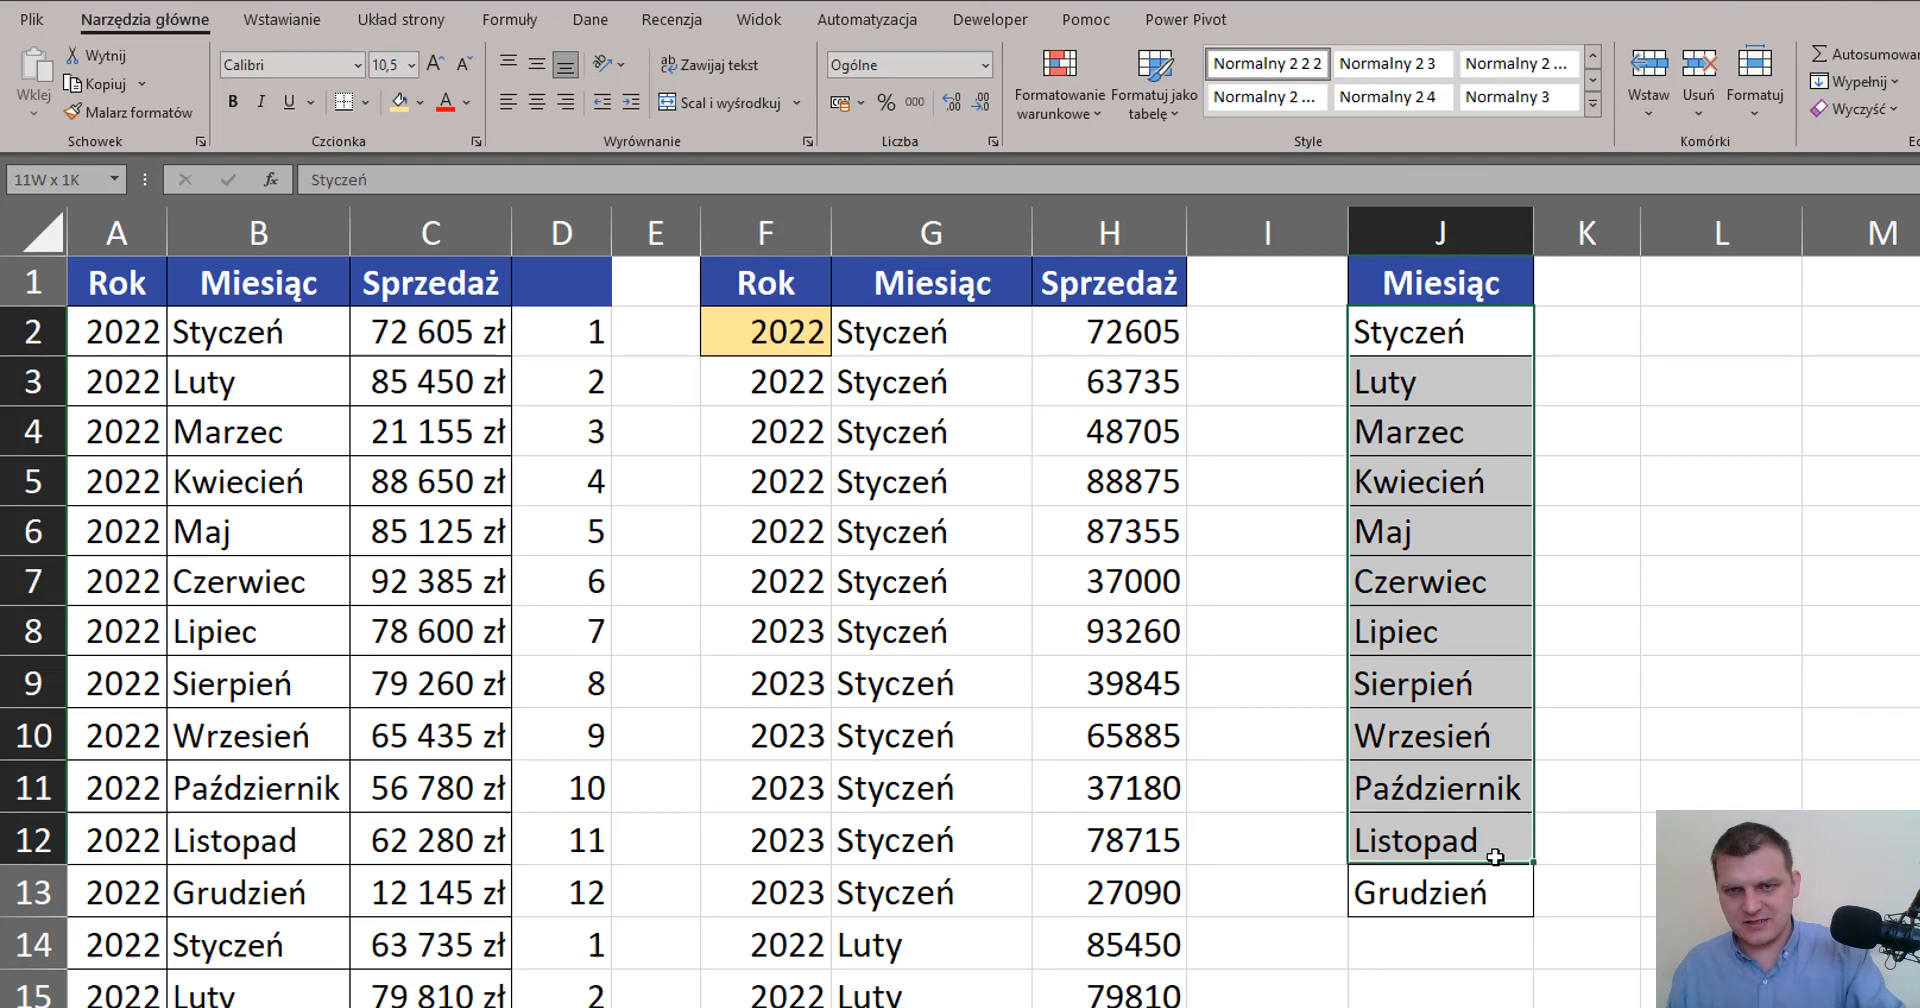 Plik Narzędzia główne Wstawianie Układ strony Formuły Dane Recenzja Widok Automatyzacja Deweloper Pomoc Power Pivot
Wklej
Wytnij
Kopiuj
Malarz formatów
Schowek
Calibri 10,5
B I U
Czcionka
Zawijaj tekst
Scal i wyśrodkuj
Wyrównanie
Ogólne
% 000
Liczba
Formatowanie warunkowe
Formatuj jako tabelę
Normalny 2 2 2 Normalny 2 3 Normalny 2 ...
Normalny 2 ... Normalny 2 4 Normalny 3
Style
Wstaw Usuń Formatuj
Komórki
Autosumowa
Wypełnij
Wyczyść
11W x 1K fx Styczeń
A B C D E F G H I J K L M
1 Rok Miesiąc Sprzedaż Rok Miesiąc Sprzedaż Miesiąc
2 2022 Styczeń 72 605 zł 1 2022 Styczeń 72605 Styczeń
3 2022 Luty 85 450 zł 2 2022 Styczeń 63735 Luty
4 2022 Marzec 21 155 zł 3 2022 Styczeń 48705 Marzec
5 2022 Kwiecień 88 650 zł 4 2022 Styczeń 88875 Kwiecień
6 2022 Maj 85 125 zł 5 2022 Styczeń 87355 Maj
7 2022 Czerwiec 92 385 zł 6 2022 Styczeń 37000 Czerwiec
8 2022 Lipiec 78 600 zł 7 2023 Styczeń 93260 Lipiec
9 2022 Sierpień 79 260 zł 8 2023 Styczeń 39845 Sierpień
10 2022 Wrzesień 65 435 zł 9 2023 Styczeń 65885 Wrzesień
11 2022 Październik 56 780 zł 10 2023 Styczeń 37180 Październik
12 2022 Listopad 62 280 zł 11 2023 Styczeń 78715 Listopad
13 2022 Grudzień 12 145 zł 12 2023 Styczeń 27090 Grudzień
14 2022 Styczeń 63 735 zł 1 2022 Luty 85450
15 2022 Luty 79 810 zł 2 2022 Luty 79810